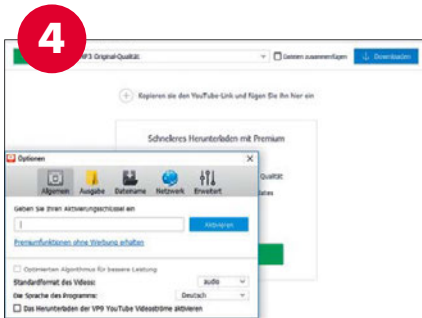 4
MP3 Original-Qualität
Dateien zusammenfügen
Downloaden
Kopieren sie den YouTube-Link und fügen Sie ihn hier ein
Schnelleres Herunterladen mit Premium
Optionen
Qualität
Allgemein Ausgabe Dateiname Netzwerk Erweitert
Geben Sie Ihren Aktivierungsschlüssel ein
Aktivieren
Premiumfunktionen ohne Werbung erhalten
Optimierten Algorithmus für bessere Leistung
Standardformat des Videos: audio
Die Sprache des Programms: Deutsch
Das Herunterladen der VP9 YouTube Videoströme aktivieren